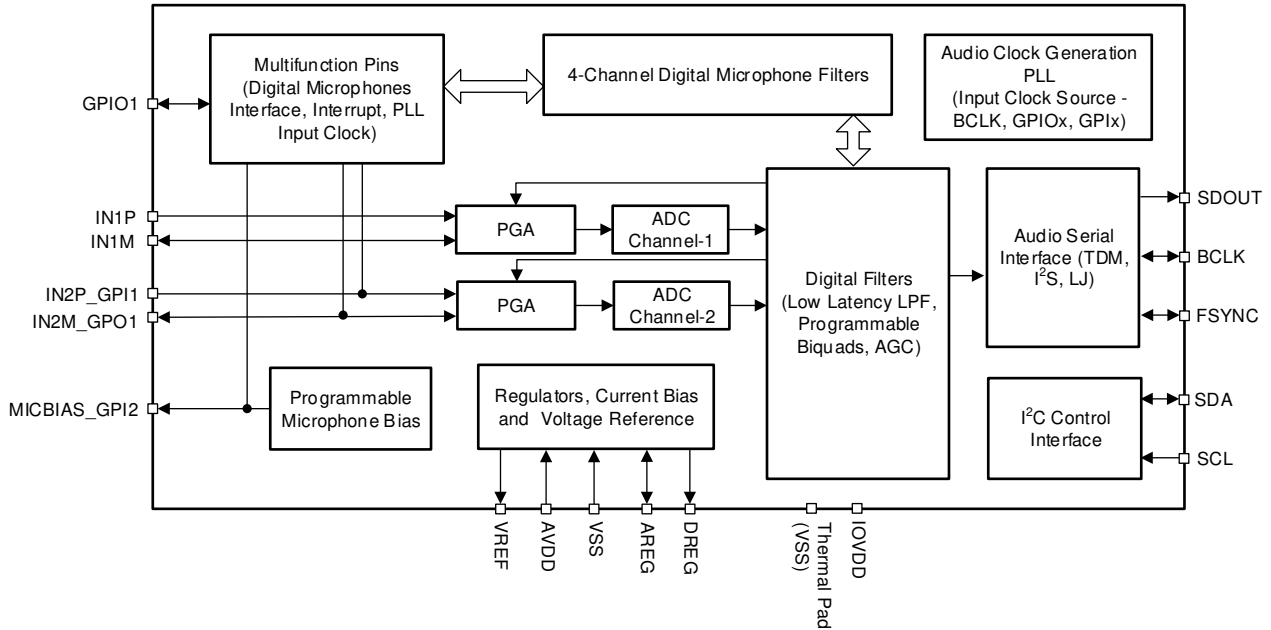 Multifunction Pins
(Digital Microphones
Interface, Interrupt, PLL
Input Clock)
4-Channel Digital Microphone Filters
Audio Clock Generation
PLL
(Input Clock Source -
BCLK, GPIOx, GPIx)
GPIO1
IN1P
IN1M
IN2P_GPI1
IN2M_GPO1
MICBIAS_GPI2
PGA
ADC
Channel-1
PGA
ADC
Channel-2
Digital Filters
(Low Latency LPF,
Programmable
Biquads, AGC)
Audio Serial
Interface (TDM,
I²S, LJ)
SDOUT
BCLK
FSYNC
Programmable
Microphone Bias
Regulators, Current Bias
and Voltage Reference
I²C Control
Interface
SDA
SCL
VREF
AVDD
VSS
AREG
DREG
Thermal Pad
(VSS)
IOVDD